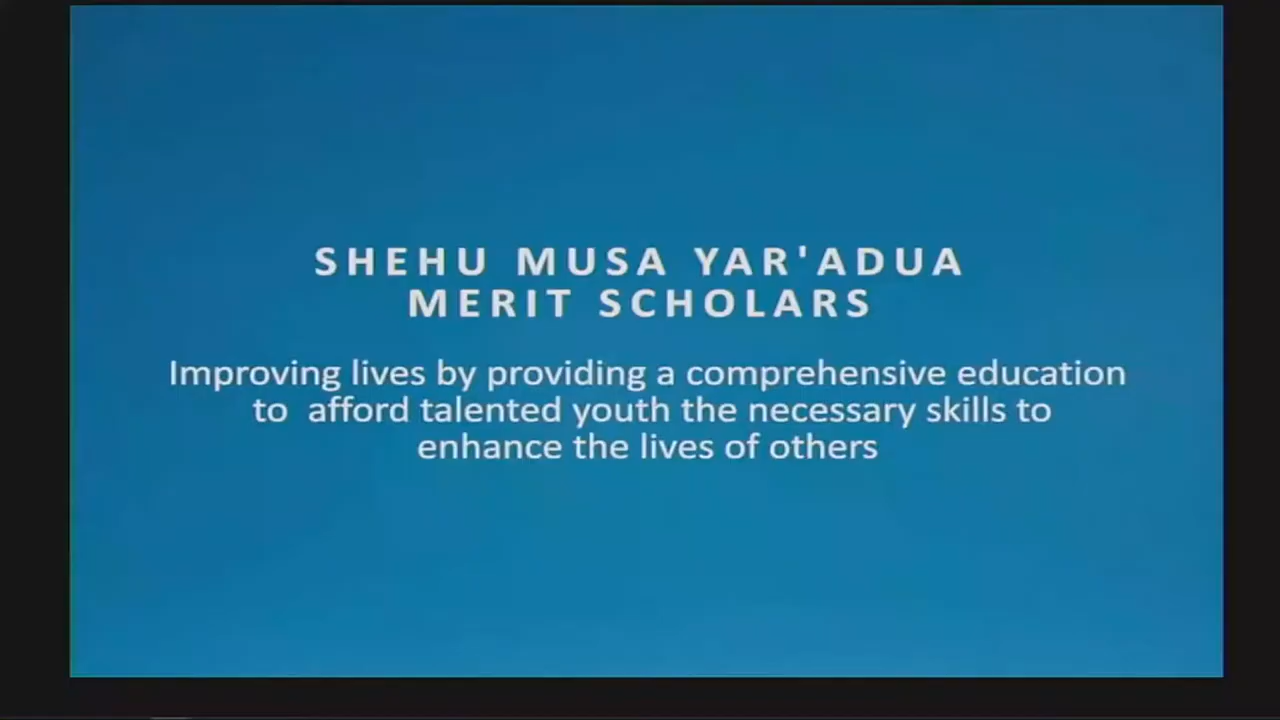 SHEHU MUSA YAR'ADUA
MERIT SCHOLARS
Improving lives by providing a comprehensive education
to afford talented youth the necessary skills to
enhance the lives of others